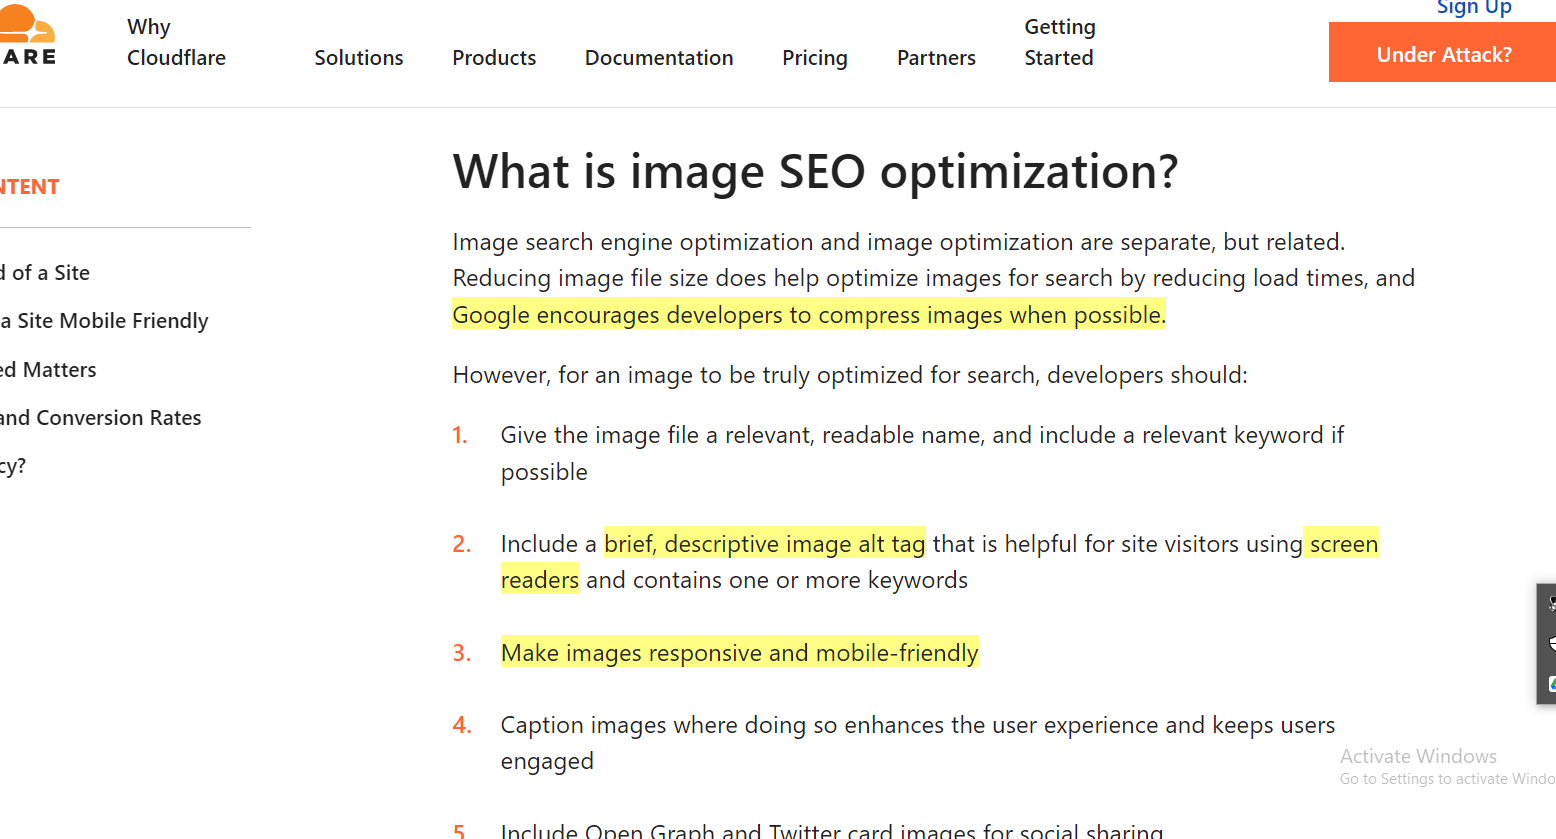 Sign Up
ARE
Why
Cloudflare
Solutions
Products
Documentation
Pricing
Partners
Getting
Started
Under Attack?
NTENT
d of a Site
a Site Mobile Friendly
ed Matters
and Conversion Rates
cy?
What is image SEO optimization?
Image search engine optimization and image optimization are separate, but related.
Reducing image file size does help optimize images for search by reducing load times, and
Google encourages developers to compress images when possible.
However, for an image to be truly optimized for search, developers should:
1. Give the image file a relevant, readable name, and include a relevant keyword if
possible
2. Include a brief, descriptive image alt tag that is helpful for site visitors using screen
readers and contains one or more keywords
3. Make images responsive and mobile-friendly
4. Caption images where doing so enhances the user experience and keeps users
engaged
5. Include Open Graph and Twitter card images for social sharing
Activate Windows
Go to Settings to activate Windo